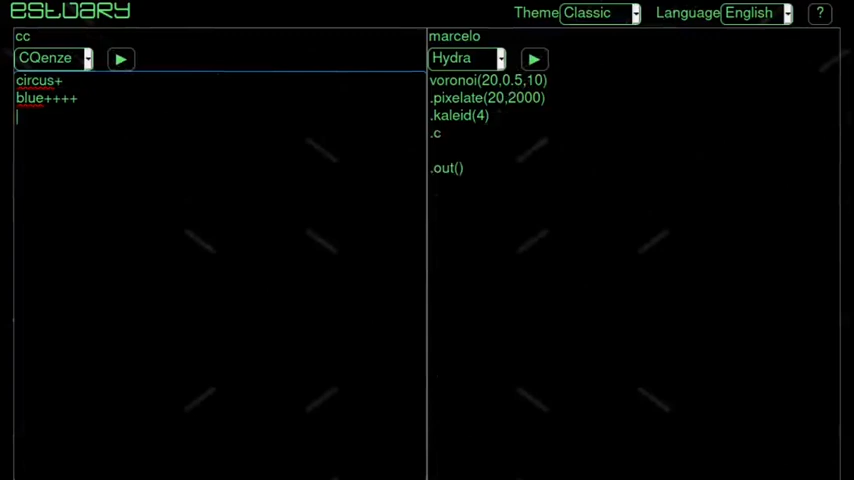 estuary
Theme Classic Language English ?
cc
CQenze
circus+
blue++++
marcelo
Hydra
voronoi(20,0.5,10)
.pixelate(20,2000)
.kaleid(4)
.c
.out()